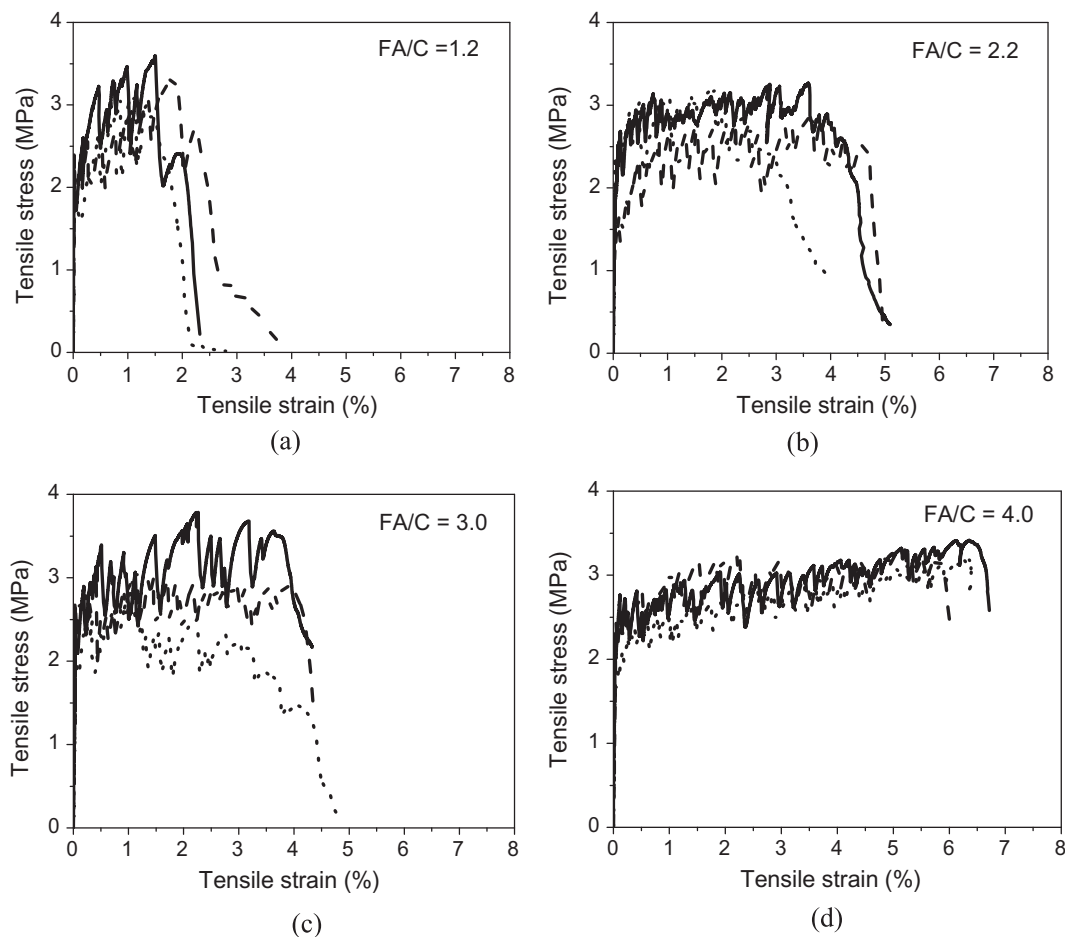 4
3
2
1
0
Tensile stress (MPa)
FA/C =1.2
0 1 2 3 4 5 6 7 8
Tensile strain (%)
(a)
4
3
2
1
0
Tensile stress (MPa)
FA/C = 2.2
0 1 2 3 4 5 6 7 8
Tensile strain (%)
(b)
4
3
2
1
0
Tensile stress (MPa)
FA/C = 3.0
0 1 2 3 4 5 6 7 8
Tensile strain (%)
(c)
4
3
2
1
0
Tensile stress (MPa)
FA/C = 4.0
0 1 2 3 4 5 6 7 8
Tensile strain (%)
(d)